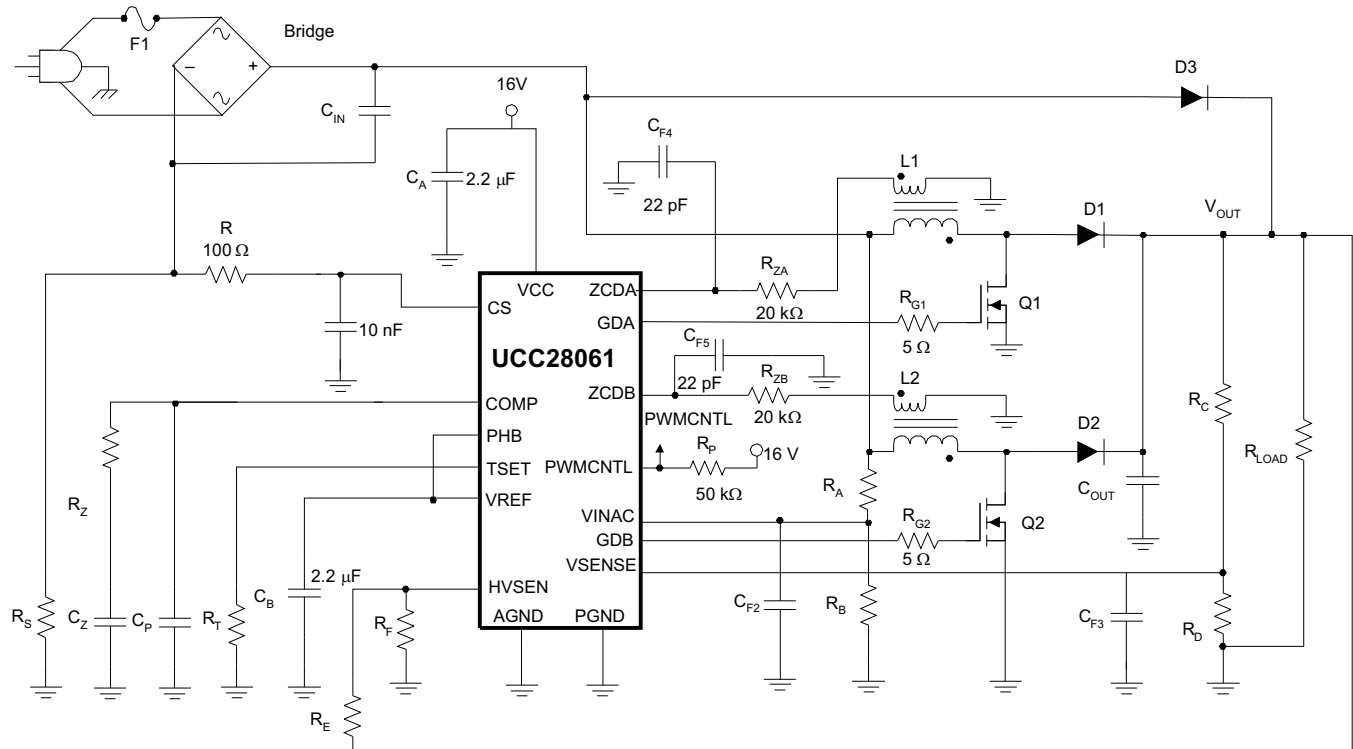 F1
Bridge
−
+
C_IN
16V
C_A
2.2 μF
C_F4
22 pF
L1
D3
D1
V_OUT
R
100 Ω
10 nF
R_ZA
20 kΩ
R_G1
5 Ω
Q1
UCC28061
VCC
CS
COMP
PHB
TSET
VREF
HVSEN
AGND
PGND
ZCDA
GDA
ZCDB
PWMCNTL
VINAC
GDB
VSENSE
C_F5
22 pF
R_ZB
20 kΩ
L2
PWMCNTL
R_P
50 kΩ
16 V
R_A
R_G2
5 Ω
Q2
D2
C_OUT
R_C
R_LOAD
R_Z
2.2 μF
R_S
C_Z
C_P
R_T
C_B
R_F
R_E
C_F2
R_B
C_F3
R_D